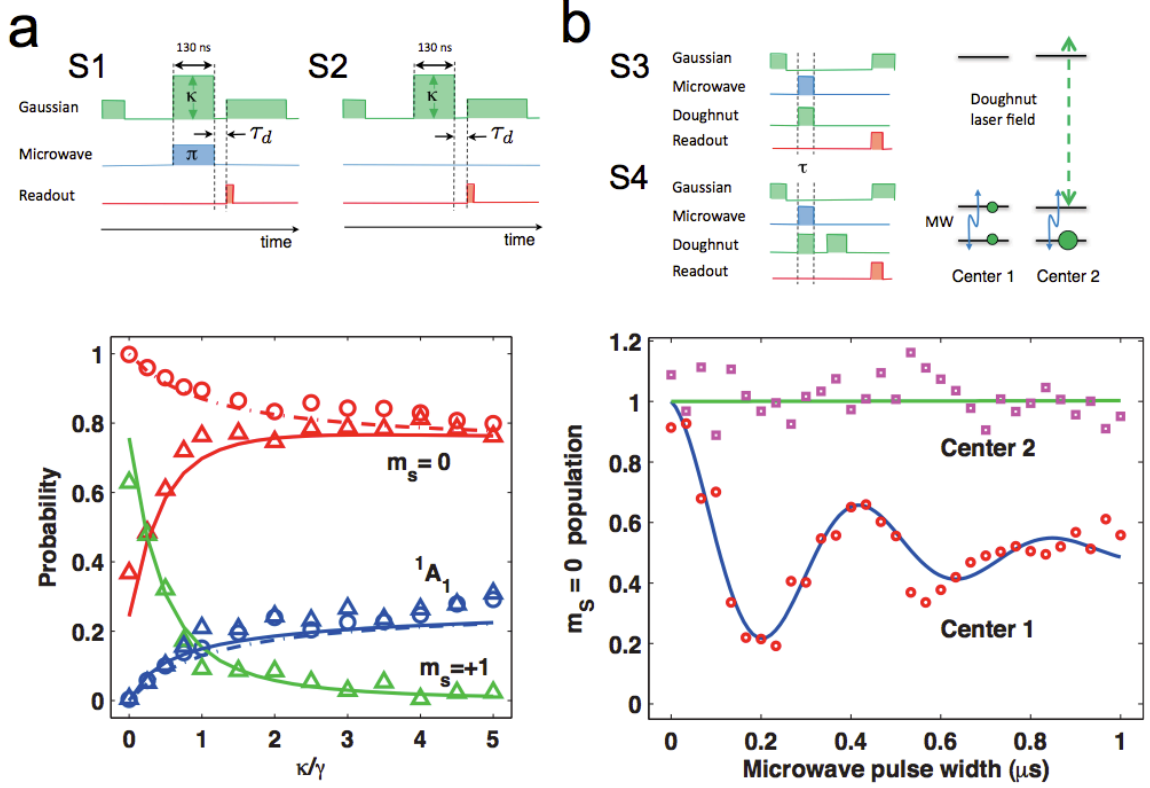 a
S1
130 ns
κ
Gaussian
τd
Microwave
π
Readout
time
S2
130 ns
κ
τd
time
b
S3
Gaussian
Microwave
Doughnut
Readout
τ
S4
Gaussian
Microwave
Doughnut
Readout
Doughnut
laser field
MW
Center 1
Center 2
Probability
1
0.8
0.6
0.4
0.2
0
ms = 0
1A1
ms=+1
0
1
2
3
4
5
κ/γ
mS = 0 population
1.2
1
0.8
0.6
0.4
0.2
0
Center 2
Center 1
0
0.2
0.4
0.6
0.8
1
Microwave pulse width (μs)